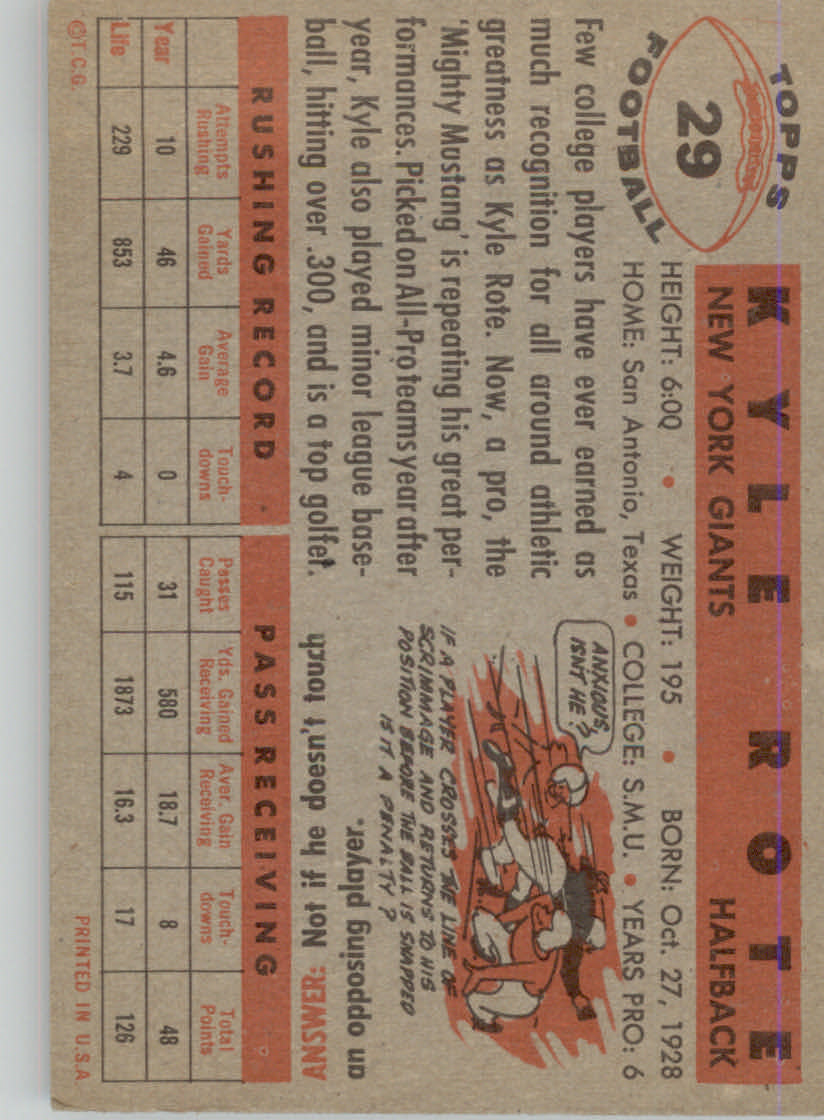 TOPPS
29
FOOTBALL
KYLE ROTE
NEW YORK GIANTS HALFBACK
HEIGHT: 6:0 • WEIGHT: 195 • BORN: Oct. 27, 1928
HOME: San Antonio, Texas • COLLEGE: S.M.U. • YEARS PRO: 6
Few college players have ever earned as
much recognition for all around athletic
greatness as Kyle Rote. Now, a pro, the
'Mighty Mustang' is repeating his great per-
formances. Picked on All-Pro teams year after
year, Kyle also played minor league base-
ball, hitting over .300, and is a top golfer.
ANXIOUS,
ISN'T HE?
IF A PLAYER CROSSES THE LINE OF
SCRIMMAGE AND RETURNS TO HIS
POSITION BEFORE THE BALL IS SNAPPED
IS IT A PENALTY?
ANSWER: Not if he doesn't touch
an opposing player.
RUSHING RECORD
Attempts Rushing Yards Gained Average Gain Touch-downs
Year 10 46 4.6 0
Life 229 853 3.7 4
PASS RECEIVING
Passes Caught Yds. Gained Receiving Aver. Gain Receiving Touch-downs Total Points
31 580 18.7 8 48
115 1873 16.3 17 126
©T.C.G. PRINTED IN U.S.A